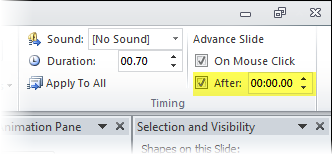 Sound: [No Sound] Advance Slide
Duration: 00.70 On Mouse Click
Apply To All After: 00:00.00
Timing
nimation Pane Selection and Visibility
Shapes on this Slide: